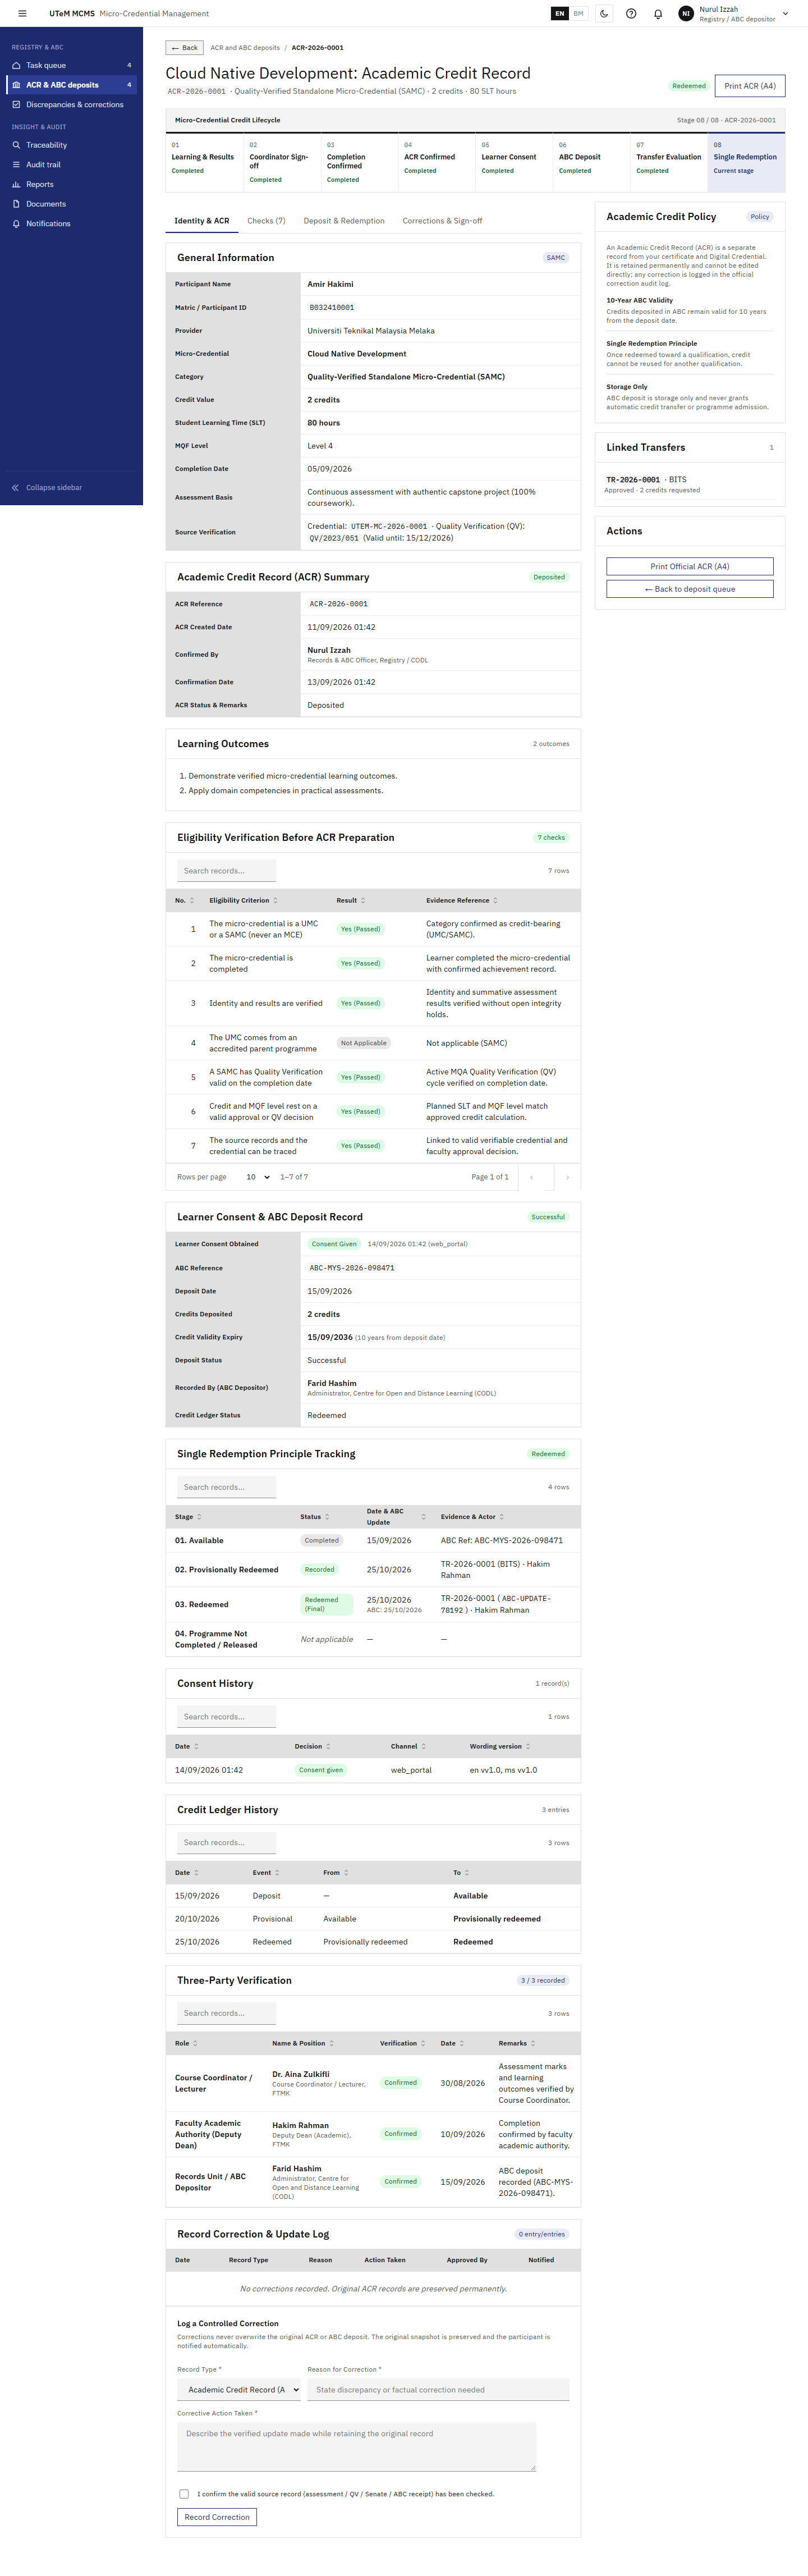 UTeM MCMS Micro-Credential Management
EN BM
NI
Nurul Izzah
Registry / ABC depositor
REGISTRY & ABC
Task queue 4
ACR & ABC deposits 4
Discrepancies & corrections
INSIGHT & AUDIT
Traceability
Audit trail
Reports
Documents
Notifications
Collapse sidebar
← Back ACR and ABC deposits / ACR-2026-0001
Cloud Native Development: Academic Credit Record
ACR-2026-0001 · Quality-Verified Standalone Micro-Credential (SAMC) · 2 credits · 80 SLT hours
Redeemed
Print ACR (A4)
Micro-Credential Credit Lifecycle
Stage 08 / 08 · ACR-2026-0001
01
Learning & Results
Completed
02
Coordinator Sign-
off
Completed
03
Completion
Confirmed
Completed
04
ACR Confirmed
Completed
05
Learner Consent
Completed
06
ABC Deposit
Completed
07
Transfer Evaluation
Completed
08
Single Redemption
Current stage
Identity & ACR
Checks (7)
Deposit & Redemption
Corrections & Sign-off
General Information
SAMC
Participant Name Amir Hakimi
Matric / Participant ID B032410001
Provider Universiti Teknikal Malaysia Melaka
Micro-Credential Cloud Native Development
Category Quality-Verified Standalone Micro-Credential (SAMC)
Credit Value 2 credits
Student Learning Time (SLT) 80 hours
MQF Level Level 4
Completion Date 05/09/2026
Assessment Basis Continuous assessment with authentic capstone project (100%
coursework).
Source Verification Credential: UTEM-MC-2026-0001 · Quality Verification (QV):
QV/2023/051 (Valid until: 15/12/2026)
Academic Credit Record (ACR) Summary
Deposited
ACR Reference ACR-2026-0001
ACR Created Date 11/09/2026 01:42
Confirmed By Nurul Izzah
Records & ABC Officer, Registry / CODL
Confirmation Date 13/09/2026 01:42
ACR Status & Remarks Deposited
Learning Outcomes
2 outcomes
1. Demonstrate verified micro-credential learning outcomes.
2. Apply domain competencies in practical assessments.
Eligibility Verification Before ACR Preparation
7 checks
Search records...
7 rows
No. Eligibility Criterion Result Evidence Reference
1 The micro-credential is a UMC
or a SAMC (never an MCE)
Yes (Passed)
Category confirmed as credit-bearing
(UMC/SAMC).
2 The micro-credential is
completed
Yes (Passed)
Learner completed the micro-credential
with confirmed achievement record.
3 Identity and results are verified
Yes (Passed)
Identity and summative assessment
results verified without open integrity
holds.
4 The UMC comes from an
accredited parent programme
Not Applicable
Not applicable (SAMC)
5 A SAMC has Quality Verification
valid on the completion date
Yes (Passed)
Active MQA Quality Verification (QV)
cycle verified on completion date.
6 Credit and MQF level rest on a
valid approval or QV decision
Yes (Passed)
Planned SLT and MQF level match
approved credit calculation.
7 The source records and the
credential can be traced
Yes (Passed)
Linked to valid verifiable credential and
faculty approval decision.
Rows per page 10 1–7 of 7
Page 1 of 1 ‹ ›
Learner Consent & ABC Deposit Record
Successful
Learner Consent Obtained Consent Given 14/09/2026 01:42 (web_portal)
ABC Reference ABC-MYS-2026-098471
Deposit Date 15/09/2026
Credits Deposited 2 credits
Credit Validity Expiry 15/09/2036 (10 years from deposit date)
Deposit Status Successful
Recorded By (ABC Depositor) Farid Hashim
Administrator, Centre for Open and Distance Learning (CODL)
Credit Ledger Status Redeemed
Single Redemption Principle Tracking
Redeemed
Search records...
4 rows
Stage Status Date & ABC
Update Evidence & Actor
01. Available Completed 15/09/2026 ABC Ref: ABC-MYS-2026-098471
02. Provisionally Redeemed Recorded 25/10/2026 TR-2026-0001 (BITS) · Hakim
Rahman
03. Redeemed Redeemed
(Final)
25/10/2026
ABC: 25/10/2026
TR-2026-0001 ( ABC-UPDATE-
78192 ) · Hakim Rahman
04. Programme Not
Completed / Released
Not applicable — —
Consent History
1 record(s)
Search records...
1 rows
Date Decision Channel Wording version
14/09/2026 01:42 Consent given web_portal en vv1.0, ms vv1.0
Credit Ledger History
3 entries
Search records...
3 rows
Date Event From To
15/09/2026 Deposit — Available
20/10/2026 Provisional Available Provisionally redeemed
25/10/2026 Redeemed Provisionally redeemed Redeemed
Three-Party Verification
3 / 3 recorded
Search records...
3 rows
Role Name & Position Verification Date Remarks
Course Coordinator /
Lecturer
Dr. Aina Zulkifli
Course Coordinator / Lecturer,
FTMK
Confirmed
30/08/2026
Assessment marks
and learning
outcomes verified by
Course Coordinator.
Faculty Academic
Authority (Deputy
Dean)
Hakim Rahman
Deputy Dean (Academic),
FTMK
Confirmed
10/09/2026
Completion
confirmed by faculty
academic authority.
Records Unit / ABC
Depositor
Farid Hashim
Administrator, Centre for
Open and Distance Learning
(CODL)
Confirmed
15/09/2026
ABC deposit
recorded (ABC-MYS-
2026-098471).
Record Correction & Update Log
0 entry/entries
Date Record Type Reason Action Taken Approved By Notified
No corrections recorded. Original ACR records are preserved permanently.
Log a Controlled Correction
Corrections never overwrite the original ACR or ABC deposit. The original snapshot is preserved and the participant is
notified automatically.
Record Type * Reason for Correction *
Academic Credit Record (A State discrepancy or factual correction needed
Corrective Action Taken *
Describe the verified update made while retaining the original record
I confirm the valid source record (assessment / QV / Senate / ABC receipt) has been checked.
Record Correction
Academic Credit Policy
Policy
An Academic Credit Record (ACR) is a separate
record from your certificate and Digital Credential.
It is retained permanently and cannot be edited
directly; any correction is logged in the official
correction audit log.
10-Year ABC Validity
Credits deposited in ABC remain valid for 10 years
from the deposit date.
Single Redemption Principle
Once redeemed toward a qualification, credit
cannot be reused for another qualification.
Storage Only
ABC deposit is storage only and never grants
automatic credit transfer or programme admission.
Linked Transfers
1
TR-2026-0001 · BITS
Approved · 2 credits requested
Actions
Print Official ACR (A4)
← Back to deposit queue